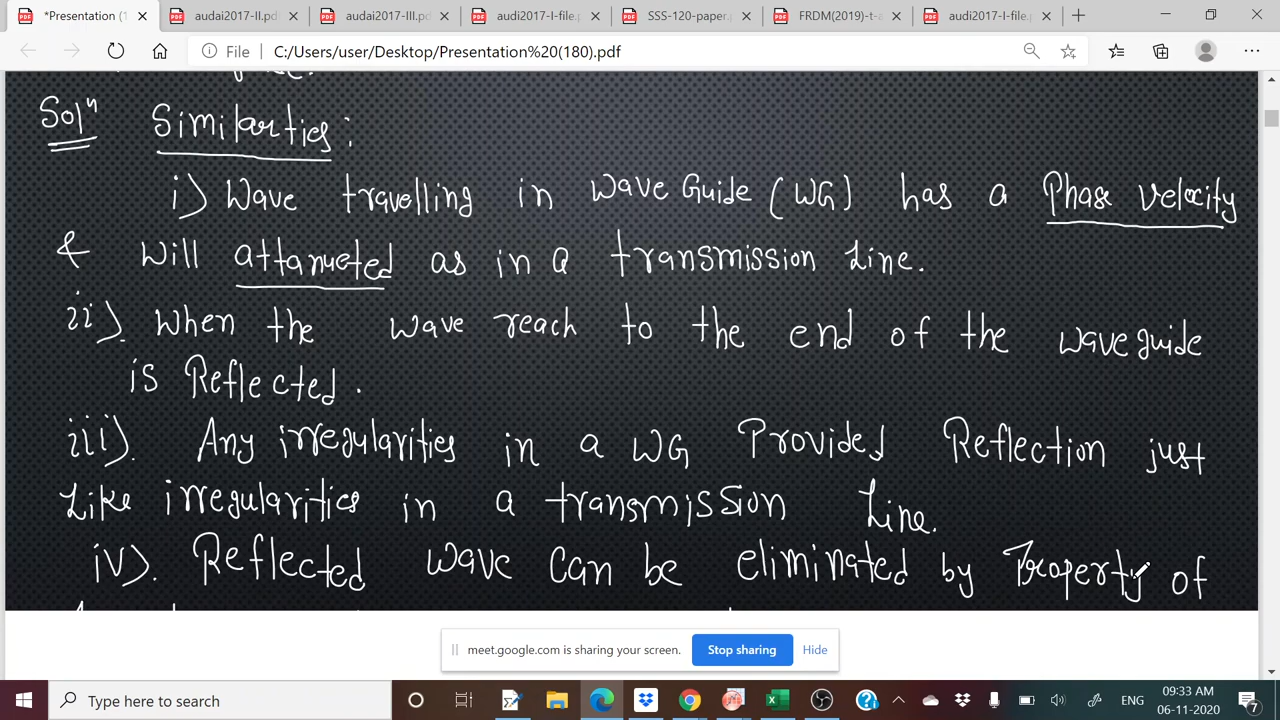 *Presentation (1
audai2017-II.pd
audai2017-III.pd
audi2017-I-file.p
SSS-120-paper.
FRDM(2019)-t-a
audi2017-I-file.p
File C:/Users/user/Desktop/Presentation%20(180).pdf
Solⁿ Similarties:
i) Wave travelling in Wave Guide (WG) has a Phase velocity
& will attanueted as in a transmission Line.
ii). When the wave reach to the end of the waveguide
is Reflected.
iii). Any irregularities in a WG Provided Reflection just
Like irregularities in a transmission Line.
iv). Reflected wave can be eliminated by Property of
meet.google.com is sharing your screen. Stop sharing Hide
Type here to search
ENG
09:33 AM
06-11-2020
7